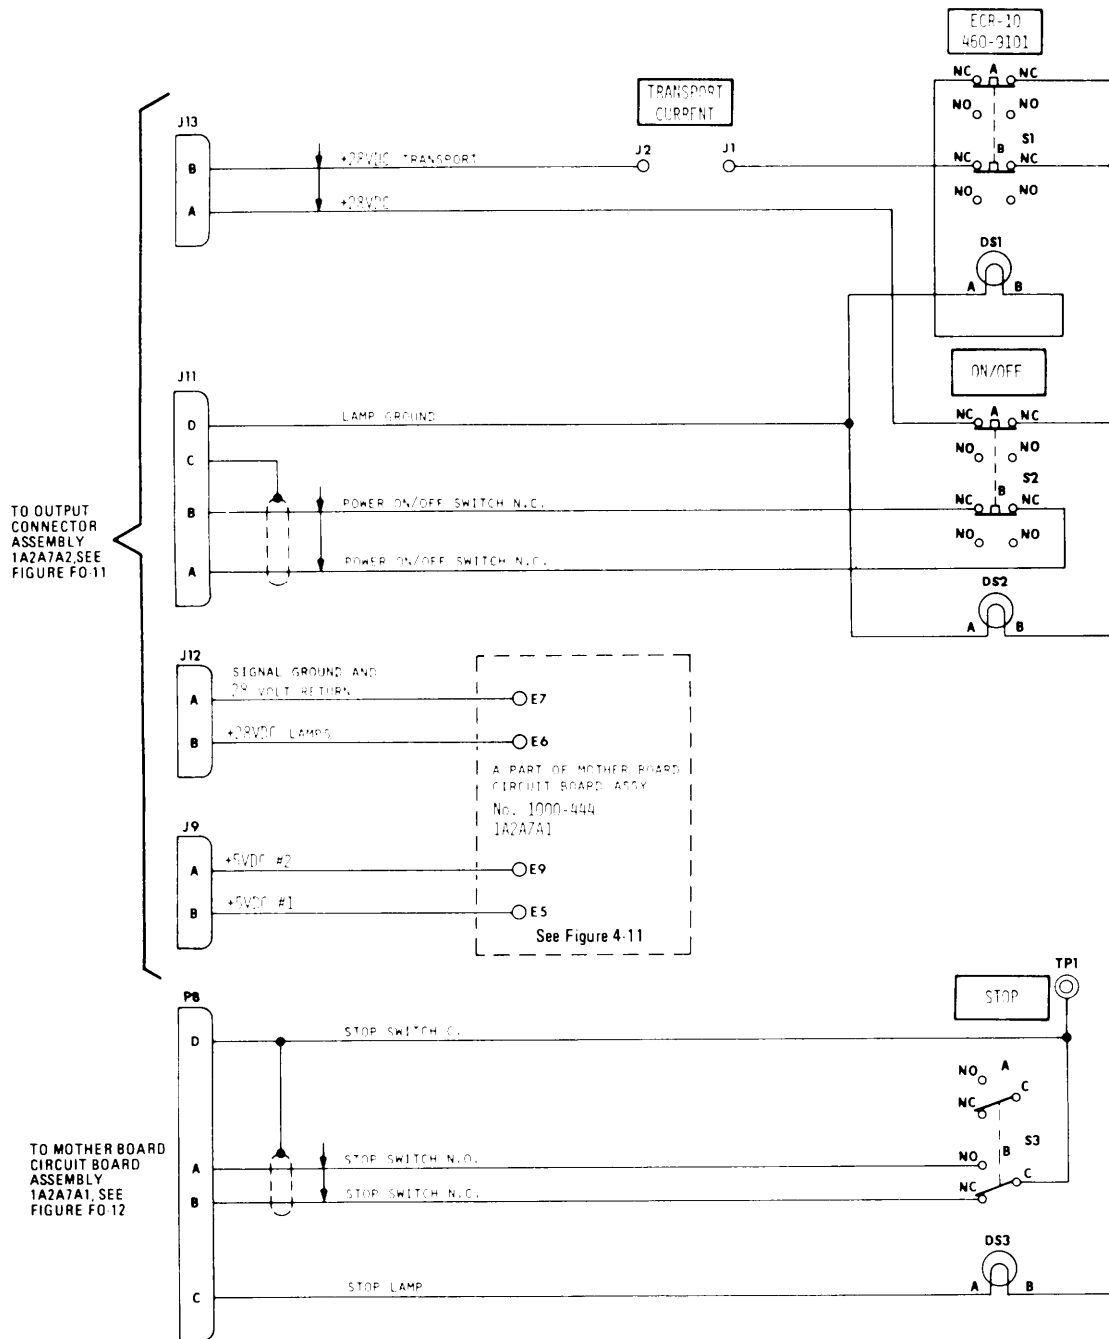 ECR-10
460-9101
NC A NC
NO NO
S1
B
NC NC
NO NO
TRANSPORT
CURRENT
J2 J1
J13
B +28VDC TRANSPORT
A +28VDC
DS1
A B
ON/OFF
J11
D LAMP GROUND
C
B POWER ON/OFF SWITCH N.C.
A POWER ON/OFF SWITCH N.C.
NC A NC
NO NO
S2
B
NC NC
NO NO
DS2
A B
TO OUTPUT
CONNECTOR
ASSEMBLY
1A2A7A2,SEE
FIGURE FO-11
J12
SIGNAL GROUND AND
A 28 VOLT RETURN
E7
B +28VDC LAMPS
E6
A PART OF MOTHER BOARD
CIRCUIT BOARD ASSY
No. 1000-444
1A2A7A1
J9
A +5VDC #2
E9
B +5VDC #1
E5
See Figure 4-11
TP1
STOP
P8
D STOP SWITCH C.
NO A
C
NC
S3
B
A STOP SWITCH N.O.
NO
C
B STOP SWITCH N.C.
NC
TO MOTHER BOARD
CIRCUIT BOARD
ASSEMBLY
1A2A7A1, SEE
FIGURE FO-12
DS3
C STOP LAMP
A B